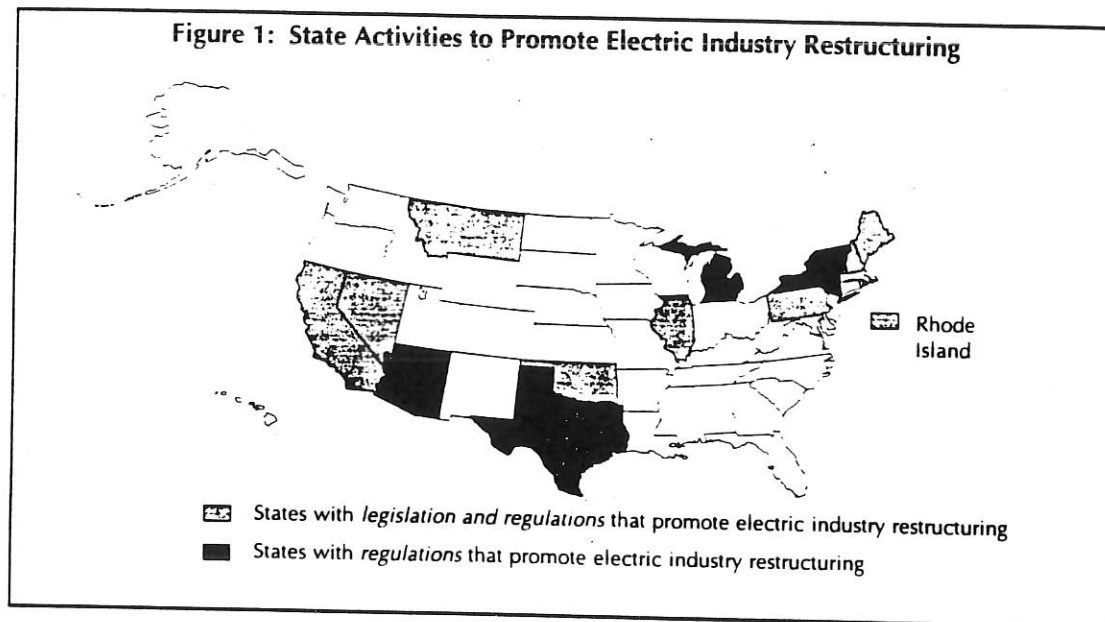 Figure 1: State Activities to Promote Electric Industry Restructuring
Rhode
Island
States with legislation and regulations that promote electric industry restructuring
States with regulations that promote electric industry restructuring